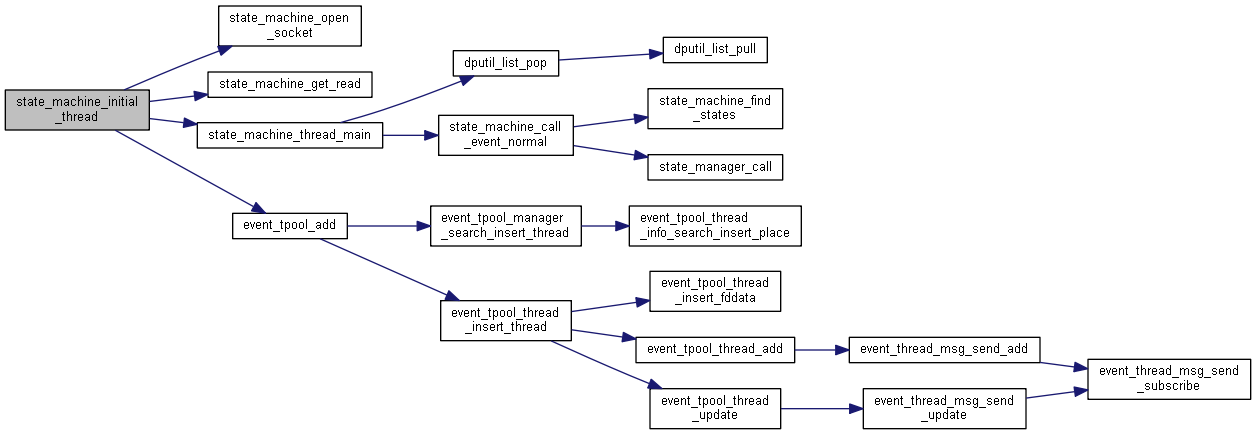 state_machine_initial
_thread
state_machine_open
_socket
state_machine_get_read
state_machine_thread_main
event_tpool_add
dputil_list_pop
state_machine_call
_event_normal
event_tpool_manager
_search_insert_thread
event_tpool_thread
_insert_thread
dputil_list_pull
state_machine_find
_states
state_manager_call
event_tpool_thread
_info_search_insert_place
event_tpool_thread
_insert_fddata
event_tpool_thread_add
event_tpool_thread
_update
event_thread_msg_send_add
event_thread_msg_send
_update
event_thread_msg_send
_subscribe